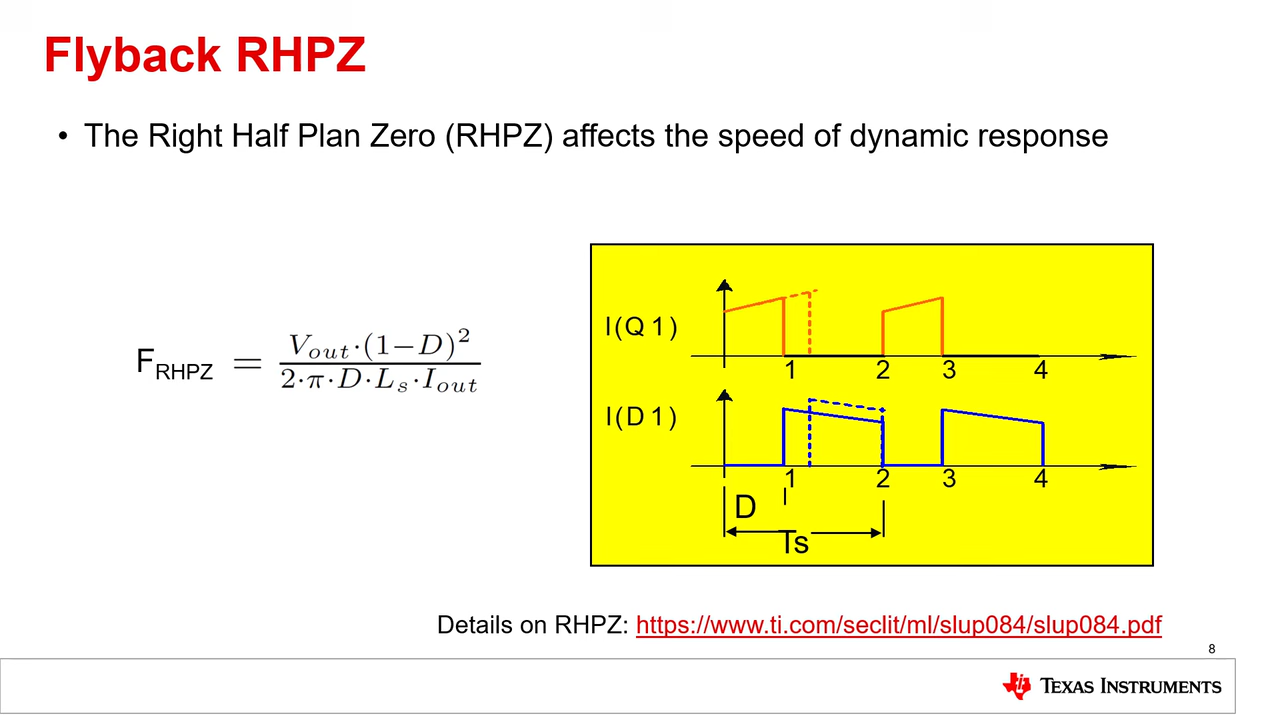 Flyback RHPZ
• The Right Half Plan Zero (RHPZ) affects the speed of dynamic response
F_RHPZ = V_out·(1−D)² / 2·π·D·L_s·I_out
I(Q1)
1 2 3 4
I(D1)
1 2 3 4
D
Ts
Details on RHPZ: https://www.ti.com/seclit/ml/slup084/slup084.pdf
8
TEXAS INSTRUMENTS